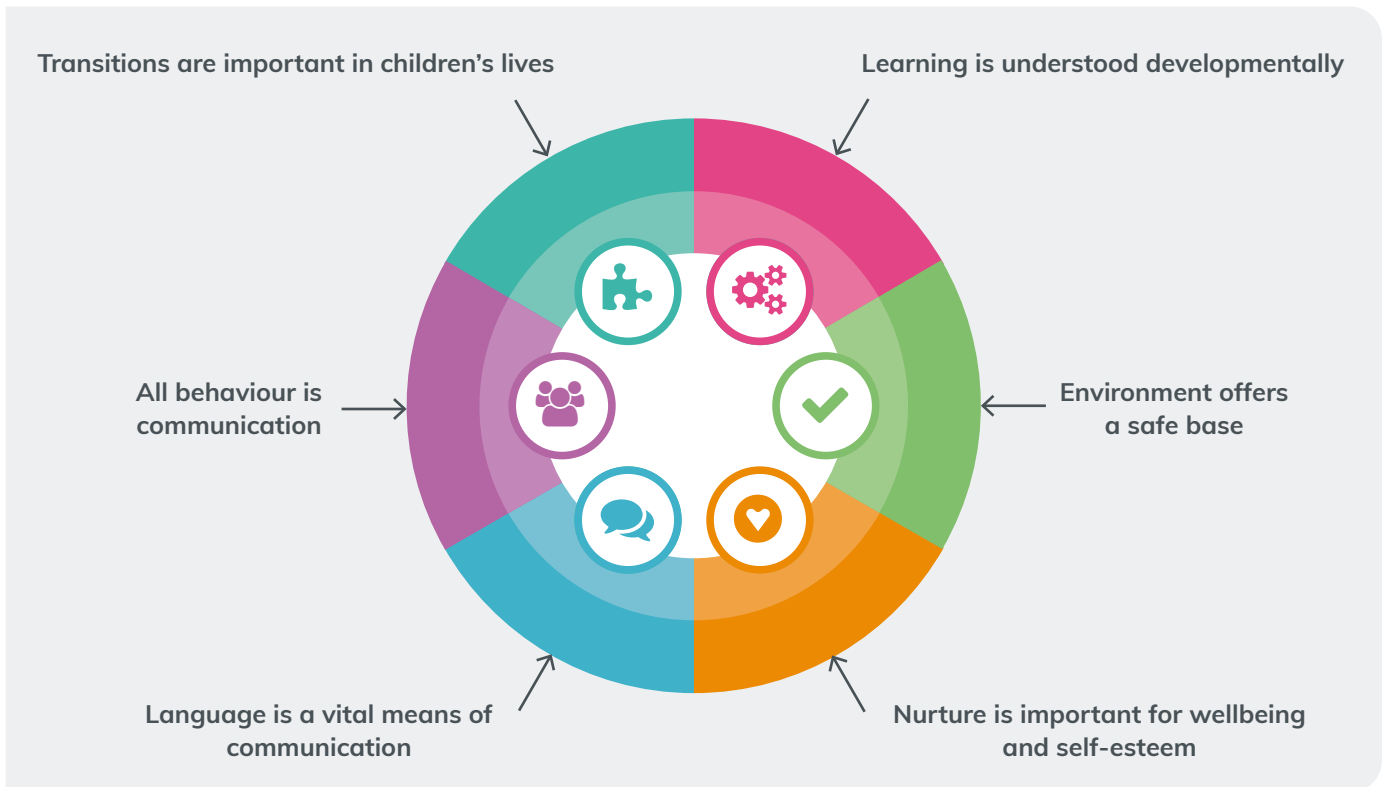 Transitions are important in children’s lives
Learning is understood developmentally
All behaviour is
communication
Environment offers
a safe base
Language is a vital means of
communication
Nurture is important for wellbeing
and self-esteem